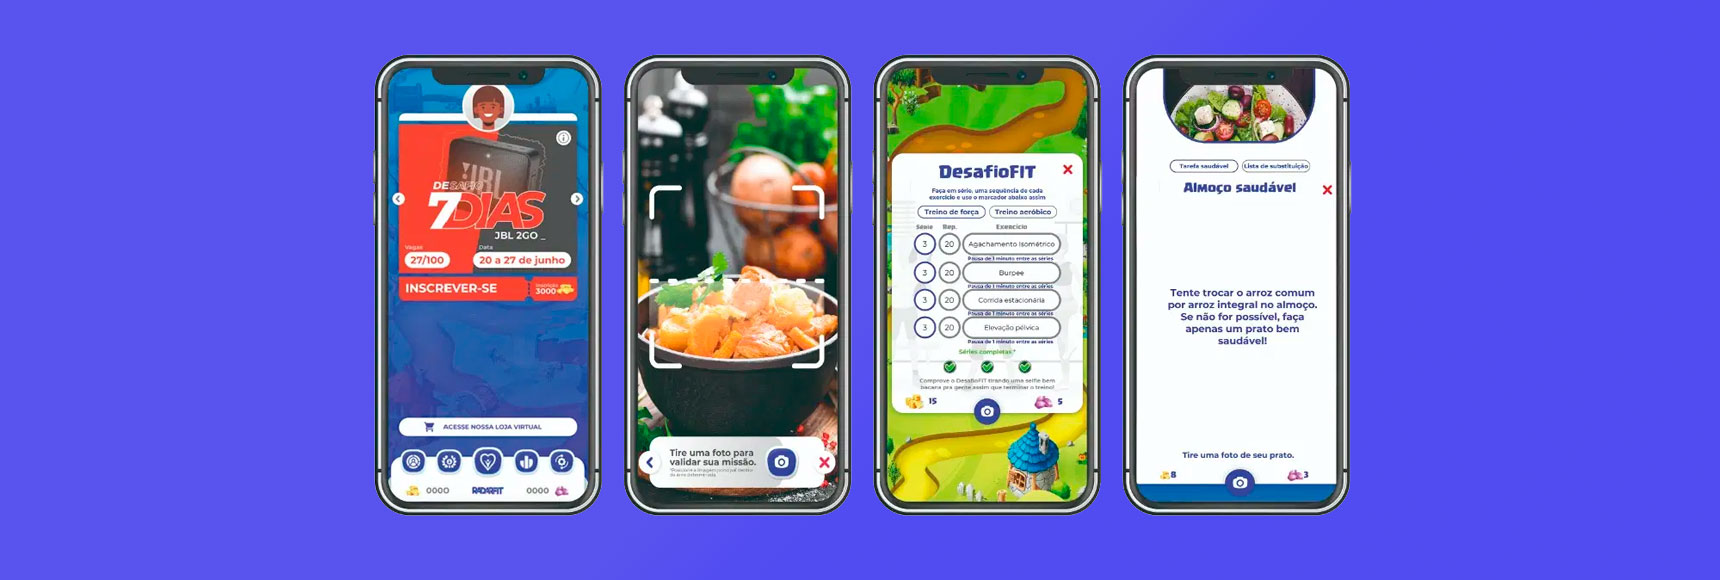 JBL
DESAFIO
7DIAS
JBL 2GO _
Vagas
Data
27/100
20 a 27 de junho
INSCREVER-SE
3000
ACESSE NOSSA LOJA VIRTUAL
0000
RADARFIT
0000
Tire uma foto para
validar sua missão.
DesafioFIT
Faça em série, uma sequência de cada
exercício e use o marcador abaixo assim
Treino de força
Treino aeróbico
Série Rep. Exercício
3 20 Agachamento Isométrico
Pausa de 1 minuto entre as séries
3 20 Burpee
Pausa de 1 minuto entre as séries
3 20 Corrida estacionária
Pausa de 1 minuto entre as séries
3 20 Elevação pélvica
Pausa de 1 minuto entre as séries
Séries completas *
Comprove o DesafioFIT tirando uma selfie bem
bacana pra gente assim que terminar o treino!
15
5
Tarefa saudável
Lista de substituição
Almoço saudável
Tente trocar o arroz comum
por arroz integral no almoço.
Se não for possível, faça
apenas um prato bem
saudável!
Tire uma foto de seu prato.
8
3